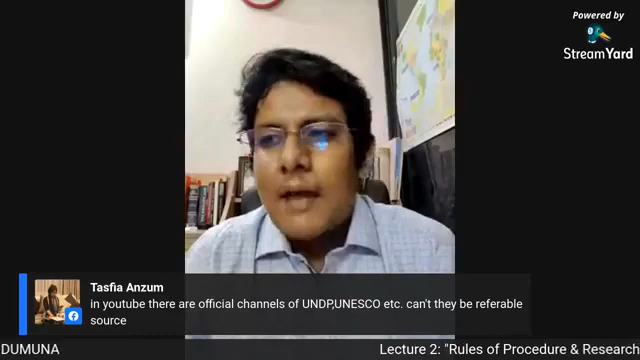 Powered by
StreamYard
Tasfia Anzum
in youtube there are official channels of UNDP,UNESCO etc. can't they be referable
source
DUMUNA
Lecture 2: "Rules of Procedure & Research